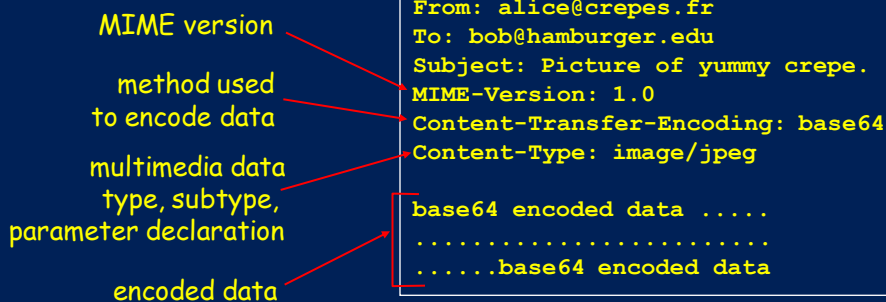 MIME version
method used
to encode data
multimedia data
type, subtype,
parameter declaration
encoded data
From: alice@crepes.fr
To: bob@hamburger.edu
Subject: Picture of yummy crepe.
MIME-Version: 1.0
Content-Transfer-Encoding: base64
Content-Type: image/jpeg
base64 encoded data .....
.........................
......base64 encoded data